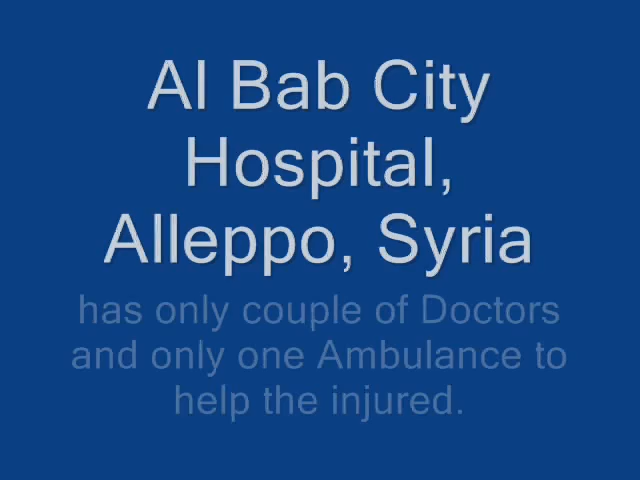 Al Bab City
Hospital,
Alleppo, Syria
has only couple of Doctors
and only one Ambulance to
help the injured.